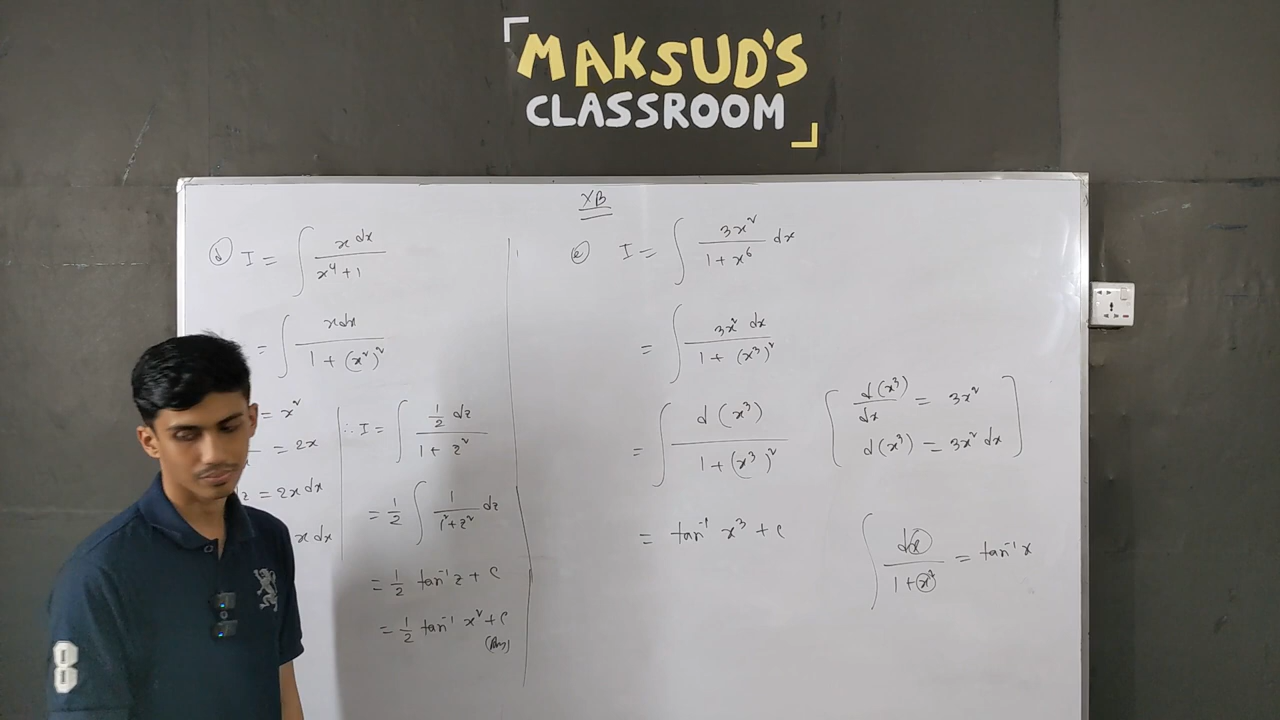 MAKSUD'S
CLASSROOM
XB
(d) I = ∫ x dx / (x⁴ + 1)
= ∫ x dx / (1 + (x²)²)
= x²
= 2x
dz = 2x dx
x dx
∴ I = ∫ ½ dz / (1 + z²)
= ½ ∫ 1 / (1² + z²) dz
= ½ tan⁻¹ z + c
= ½ tan⁻¹ x² + c
(Ans)
(e) I = ∫ 3x² / (1 + x⁶) dx
= ∫ 3x² dx / (1 + (x³)²)
= ∫ d(x³) / (1 + (x³)²)
= tan⁻¹ x³ + c
[ d(x³)/dx = 3x²
d(x³) = 3x² dx ]
∫ dx / (1 + x²) = tan⁻¹ x
8